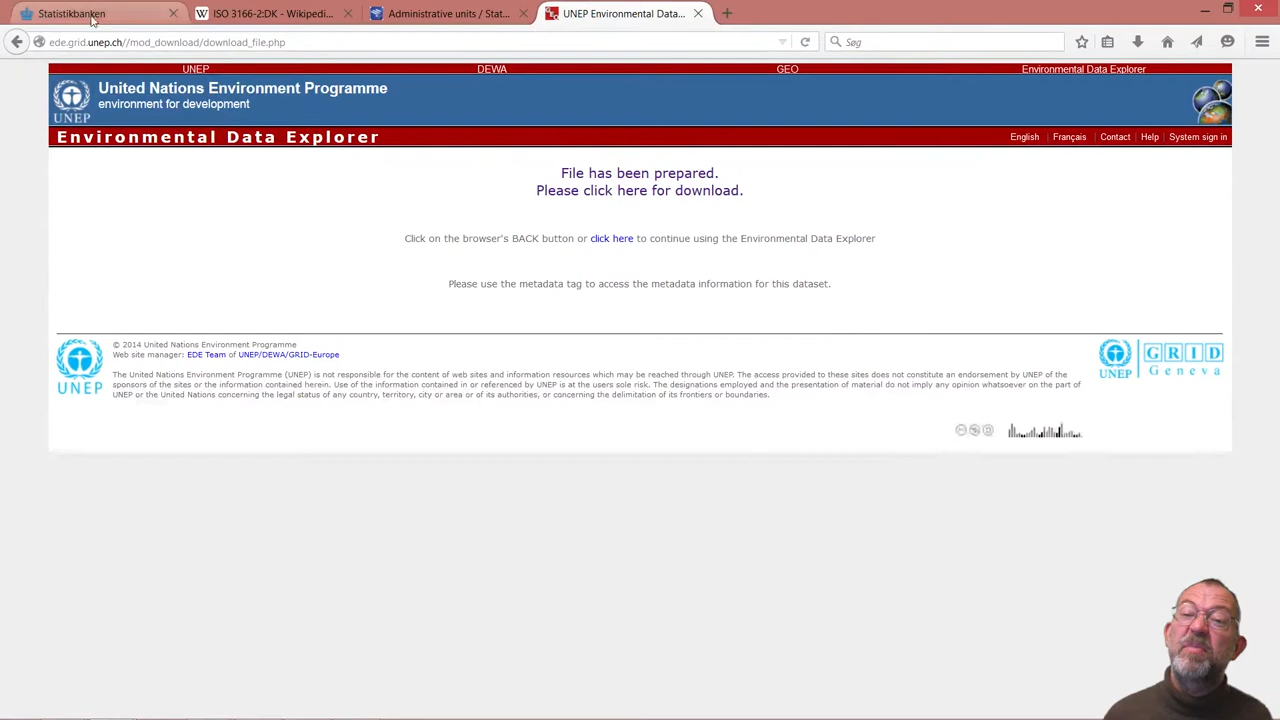 Statistikbanken
ISO 3166-2:DK - Wikipedi...
Administrative units / Stat...
UNEP Environmental Data...
ede.grid.unep.ch//mod_download/download_file.php
Søg
UNEP DEWA GEO Environmental Data Explorer
United Nations Environment Programme
environment for development
UNEP
Environmental Data Explorer
English | Français | Contact | Help | System sign in
File has been prepared.
Please click here for download.
Click on the browser's BACK button or click here to continue using the Environmental Data Explorer
Please use the metadata tag to access the metadata information for this dataset.
© 2014 United Nations Environment Programme
Web site manager: EDE Team of UNEP/DEWA/GRID-Europe
The United Nations Environment Programme (UNEP) is not responsible for the content of web sites and information resources which may be reached through UNEP. The access provided to these sites does not constitute an endorsement by UNEP of the
sponsors of the sites or the information contained herein. Use of the information contained in or referenced by UNEP is at the users sole risk. The designations employed and the presentation of material do not imply any opinion whatsoever on the part of
UNEP or the United Nations concerning the legal status of any country, territory, city or area or of its authorities, or concerning the delimitation of its frontiers or boundaries.
UNEP
UNEP
GRID
Geneva